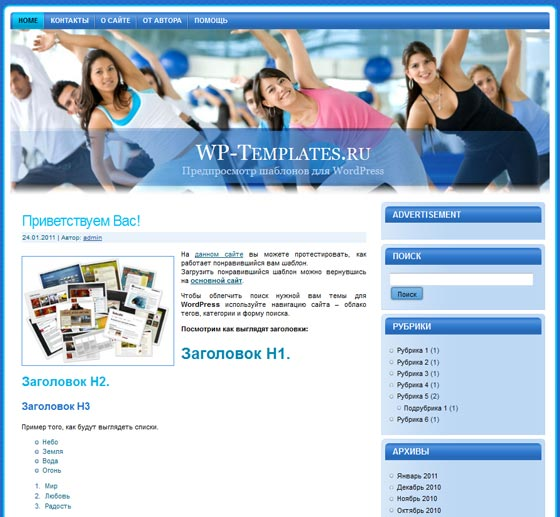 HOME КОНТАКТЫ О САЙТЕ ОТ АВТОРА ПОМОЩЬ
WP-Templates.ru
Предпросмотр шаблонов для WordPress
Приветствуем Вас!
24.01.2011 | Автор: admin
На данном сайте вы можете протестировать, как
работает понравившийся вам шаблон.
Загрузить понравившийся шаблон можно вернувшись
на основной сайт.
Чтобы облегчить поиск нужной вам темы для
WordPress используйте навигацию сайта – облако
тегов, категории и форму поиска.
Посмотрим как выглядят заголовки:
Заголовок H1.
Заголовок H2.
Заголовок H3
Пример того, как будут выглядеть списки.
Небо
Земля
Вода
Огонь
1. Мир
2. Любовь
3. Радость
ADVERTISEMENT
ПОИСК
Поиск
РУБРИКИ
Рубрика 1 (1)
Рубрика 2 (1)
Рубрика 3 (1)
Рубрика 4 (1)
Рубрика 5 (2)
Подрубрика 1 (1)
Рубрика 6 (1)
АРХИВЫ
Январь 2011
Декабрь 2010
Ноябрь 2010
Октябрь 2010